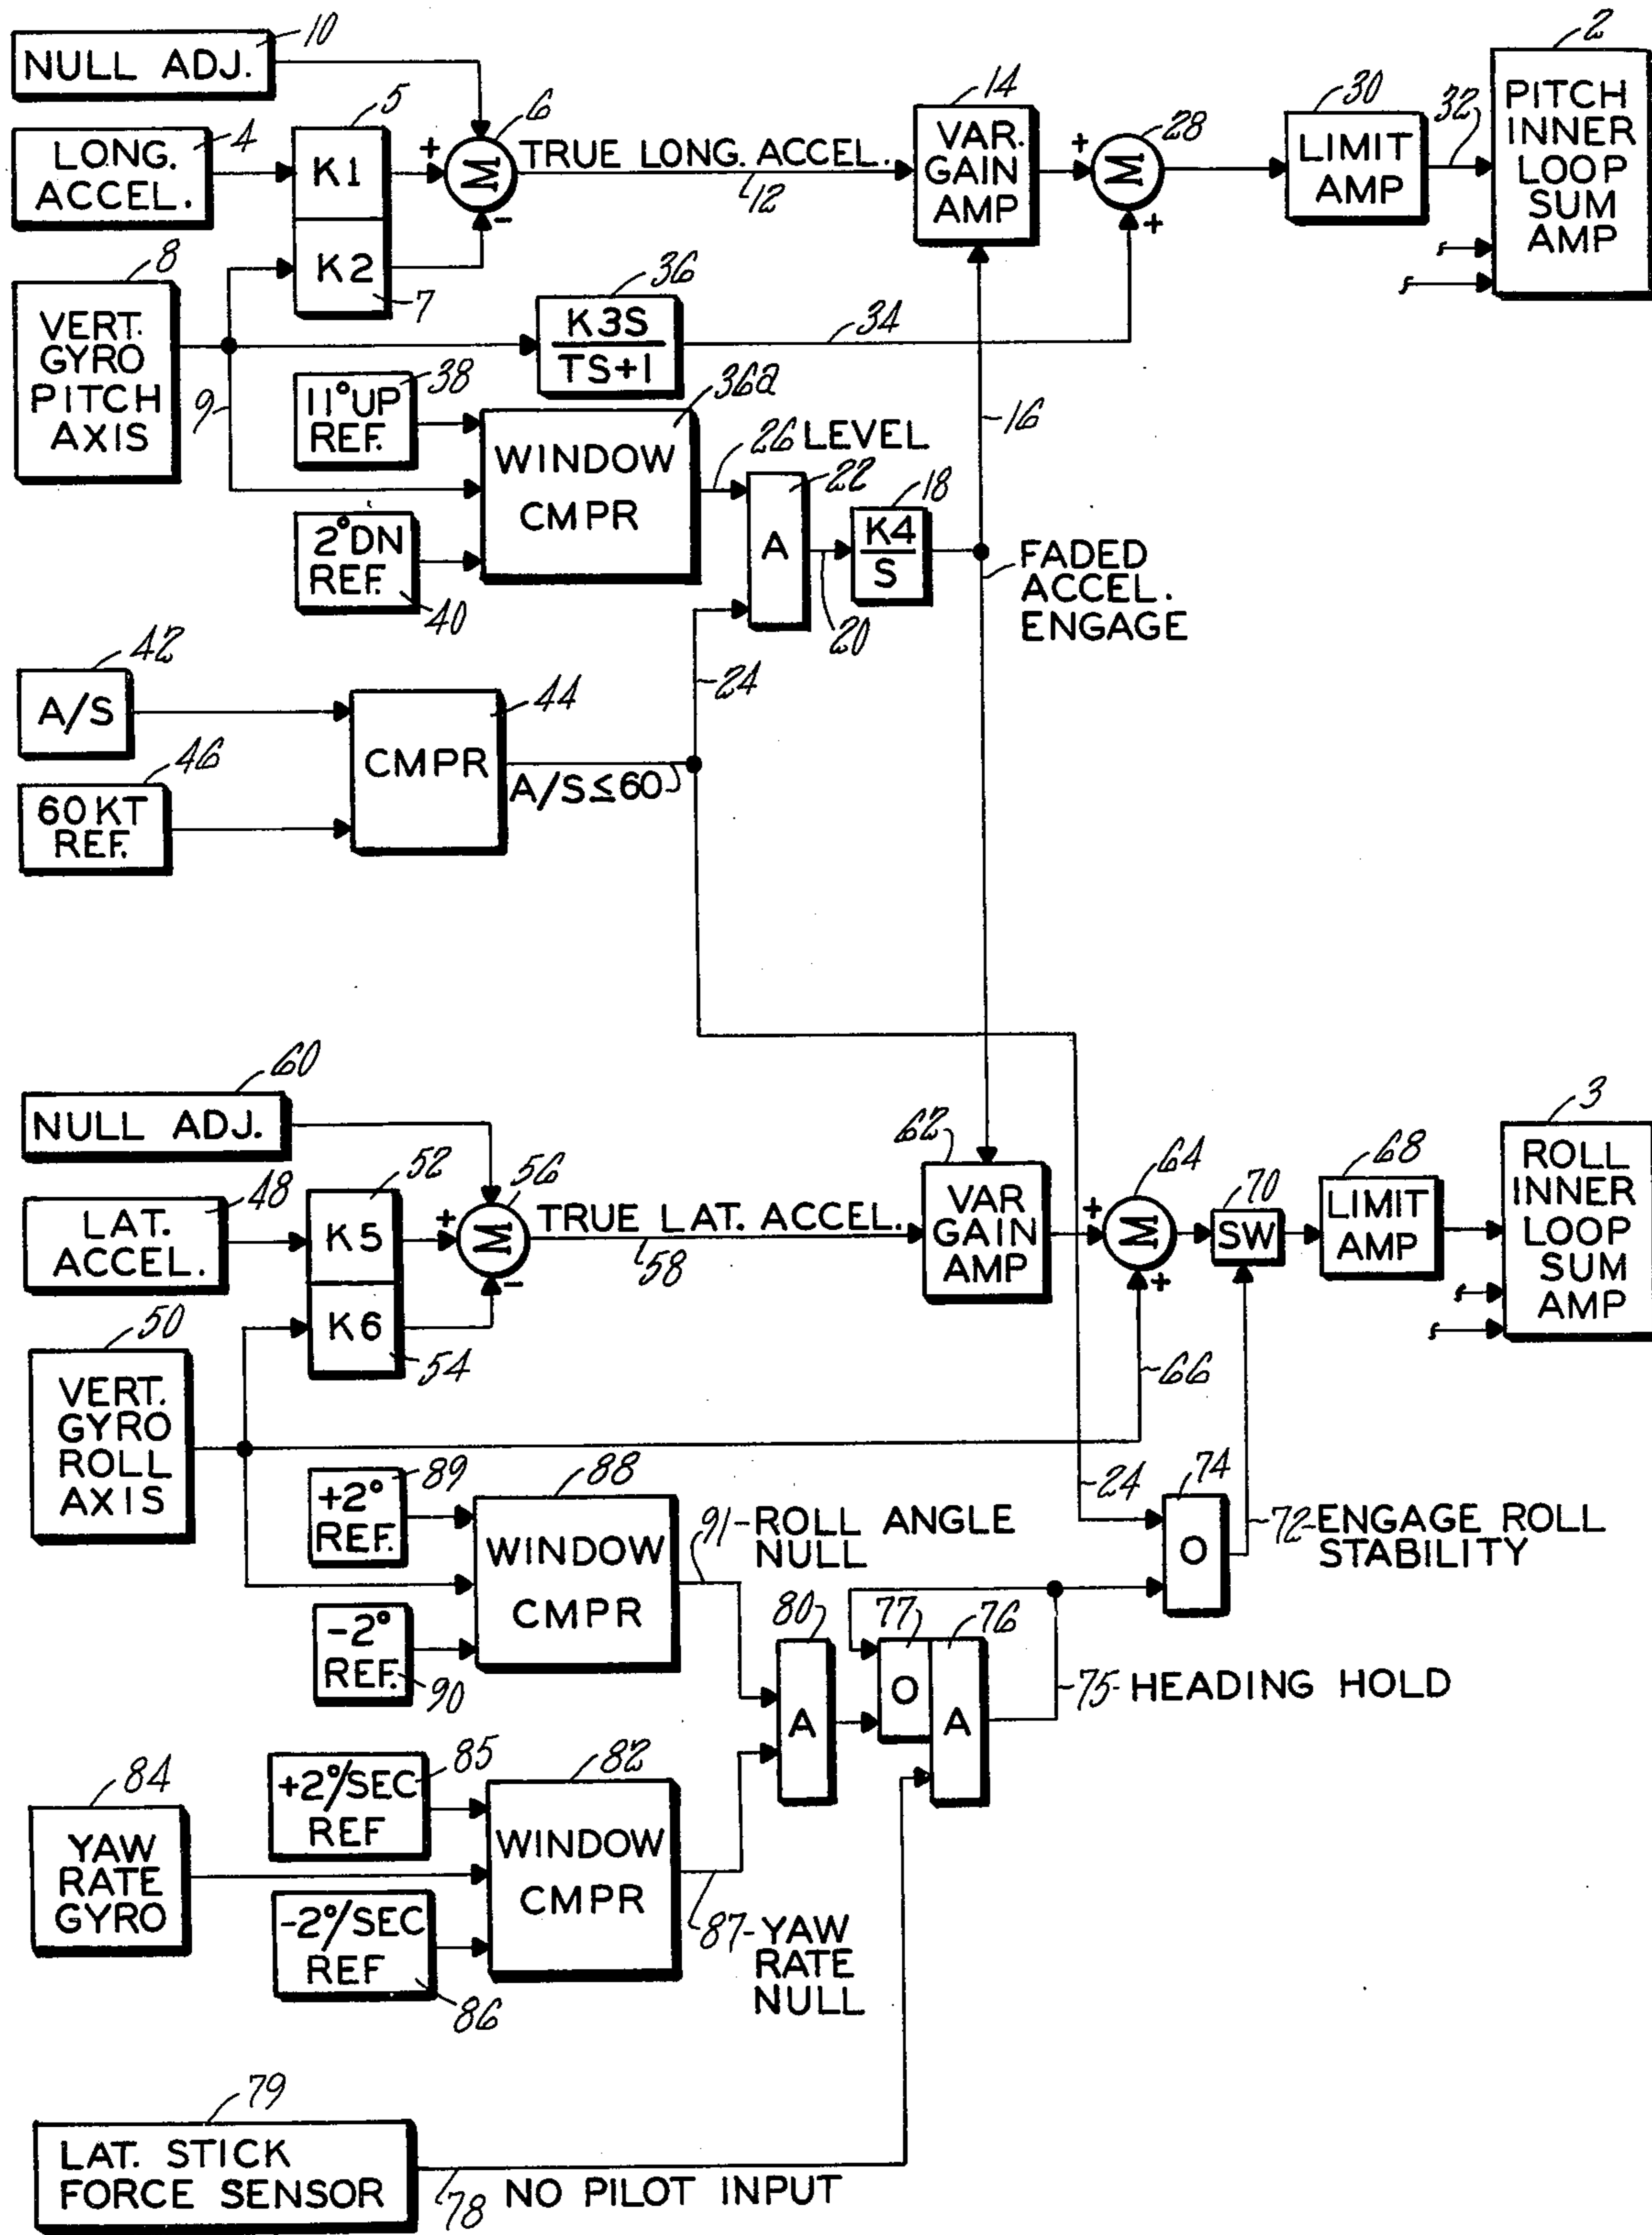 10
NULL ADJ.
4
LONG.
ACCEL.
5
K1
K2
7
6
+
M
-
TRUE LONG. ACCEL.
12
14
VAR.
GAIN
AMP
+
M
+
28
30
LIMIT
AMP
32
2
PITCH
INNER
LOOP
SUM
AMP
8
VERT.
GYRO
PITCH
AXIS
9
36
K3S
TS+1
34
11°UP
REF.
38
2°DN
REF.
40
36a
WINDOW
CMPR
26 LEVEL
22
A
20
18
K4
S
16
FADED
ACCEL.
ENGAGE
42
A/S
46
60 KT
REF.
44
CMPR
A/S≤60
24
60
NULL ADJ.
48
LAT.
ACCEL.
52
K5
K6
54
56
+
M
-
TRUE LAT. ACCEL.
58
62
VAR
GAIN
AMP
+
M
+
64
66
70
SW
68
LIMIT
AMP
3
ROLL
INNER
LOOP
SUM
AMP
50
VERT.
GYRO
ROLL
AXIS
+2°
REF.
89
-2°
REF.
90
88
WINDOW
CMPR
91-ROLL ANGLE
NULL
24
74
O
72-ENGAGE ROLL
STABILITY
80
A
77
O
76
A
75-HEADING HOLD
84
YAW
RATE
GYRO
+2°/SEC
REF
85
-2°/SEC
REF
86
82
WINDOW
CMPR
87-YAW
RATE
NULL
79
LAT. STICK
FORCE SENSOR
78
NO PILOT INPUT